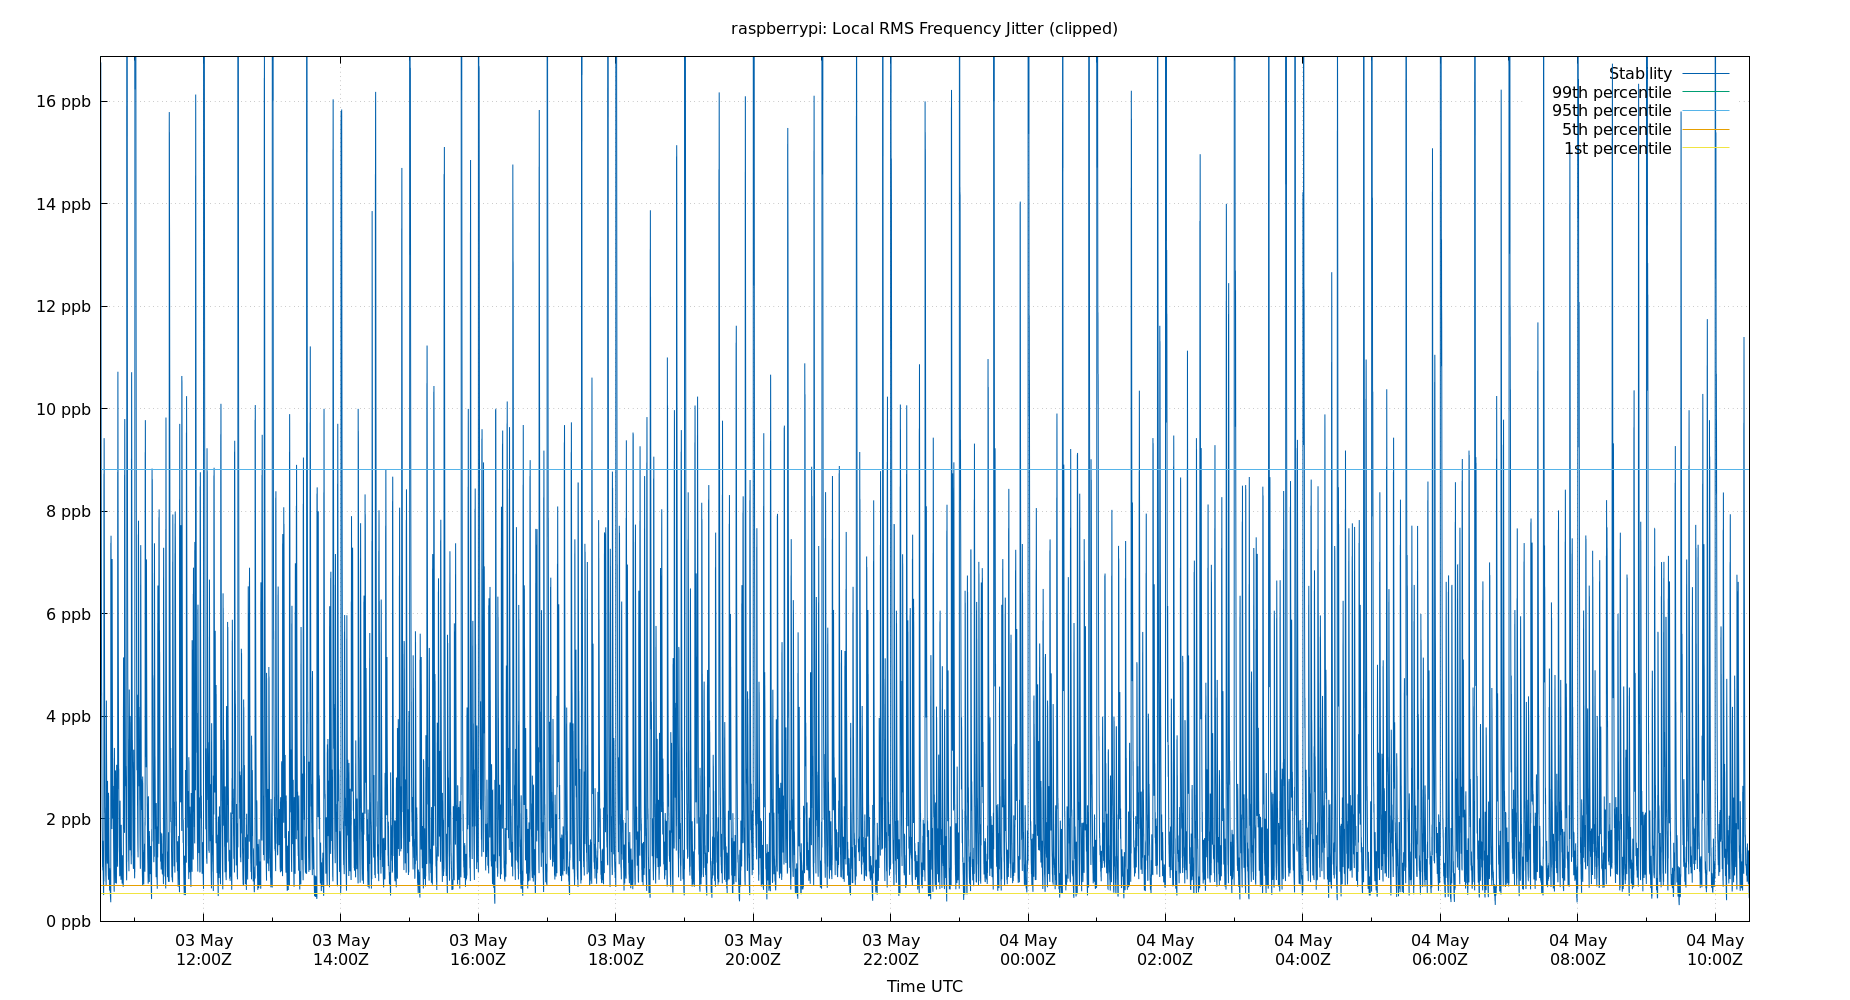 raspberrypi: Local RMS Frequency Jitter (clipped)
Stability
99th percentile
95th percentile
5th percentile
1st percentile
16 ppb
14 ppb
12 ppb
10 ppb
8 ppb
6 ppb
4 ppb
2 ppb
0 ppb
03 May 03 May 03 May 03 May 03 May 03 May 04 May 04 May 04 May 04 May 04 May 04 May
12:00Z 14:00Z 16:00Z 18:00Z 20:00Z 22:00Z 00:00Z 02:00Z 04:00Z 06:00Z 08:00Z 10:00Z
Time UTC